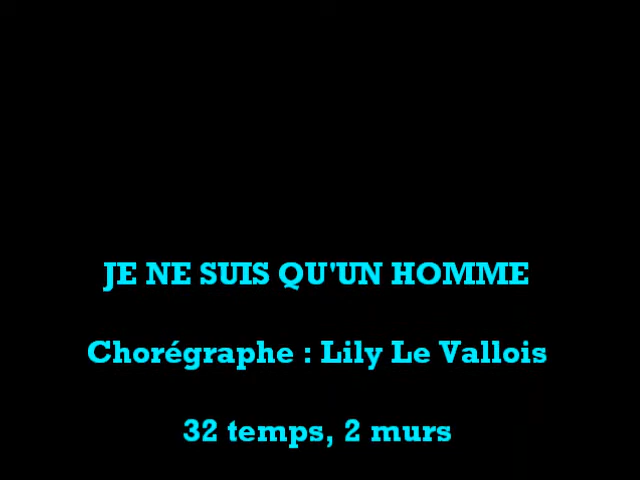 JE NE SUIS QU'UN HOMME
Chorégraphe : Lily Le Vallois
32 temps, 2 murs